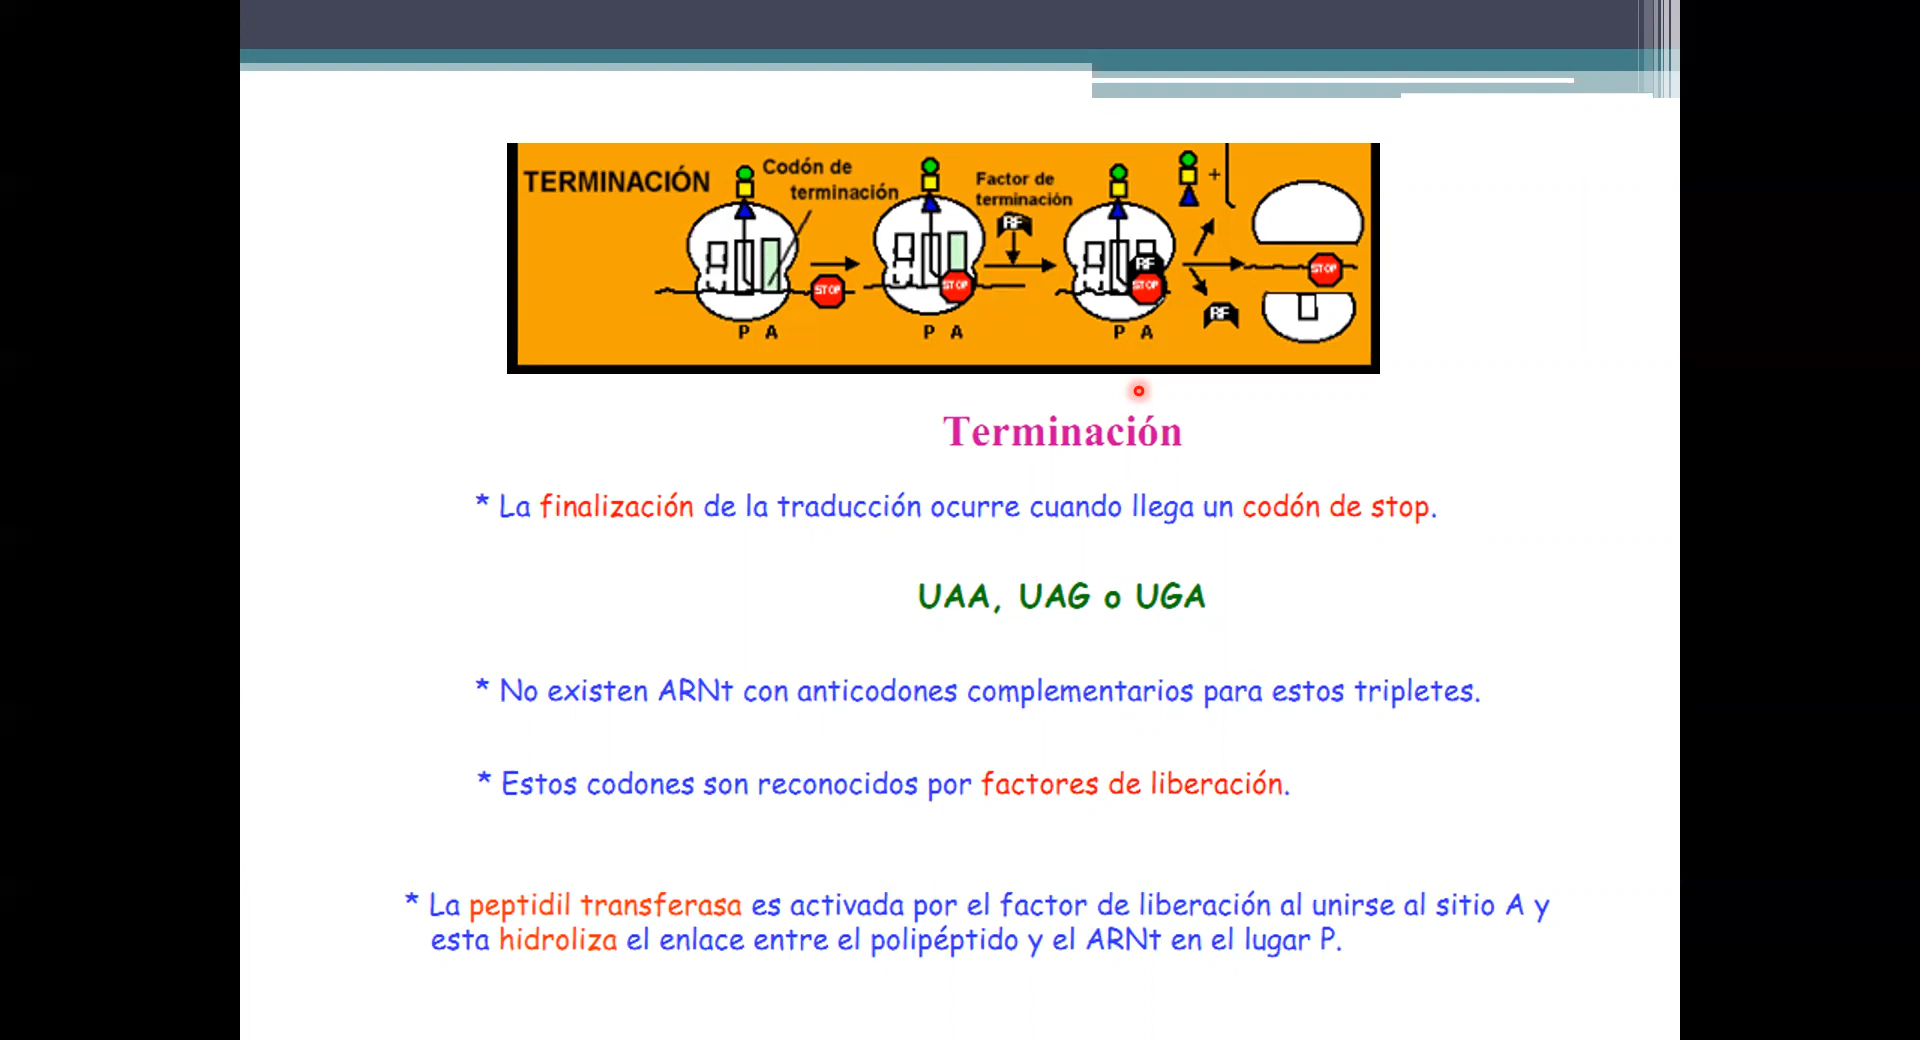 TERMINACIÓN
Codón de
terminación
Factor de
terminación
RF
+
STOP
STOP
RF
STOP
RF
STOP
P A
P A
P A
Terminación
* La finalización de la traducción ocurre cuando llega un codón de stop.
UAA, UAG o UGA
* No existen ARNt con anticodones complementarios para estos tripletes.
* Estos codones son reconocidos por factores de liberación.
* La peptidil transferasa es activada por el factor de liberación al unirse al sitio A y
esta hidroliza el enlace entre el polipéptido y el ARNt en el lugar P.